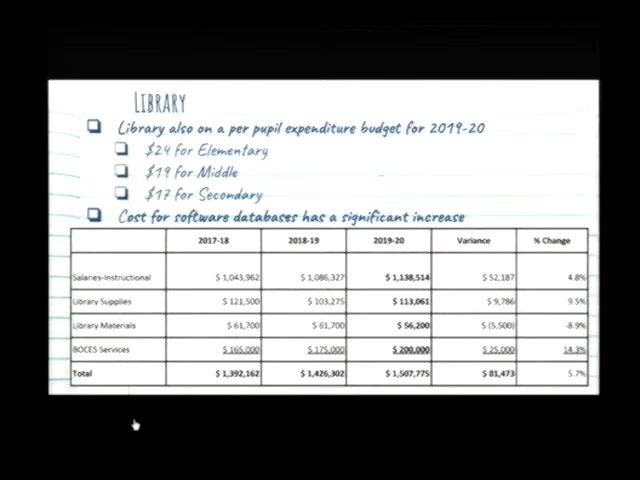 Library
Library also on a per pupil expenditure budget for 2019-20
$24 for Elementary
$19 for Middle
$17 for Secondary
Cost for software databases has a significant increase
2017-18 2018-19 2019-20 Variance % Change
Salaries-Instructional $ 1,043,962 $ 1,086,327 $ 1,138,514 $ 52,187 4.8%
Library Supplies $ 121,500 $ 103,275 $ 113,061 $ 9,786 9.5%
Library Materials $ 61,700 $ 61,700 $ 56,200 $ (5,500) -8.9%
BOCES Services $ 165,000 $ 175,000 $ 200,000 $ 25,000 14.3%
Total $ 1,392,162 $ 1,426,302 $ 1,507,775 $ 81,473 5.7%